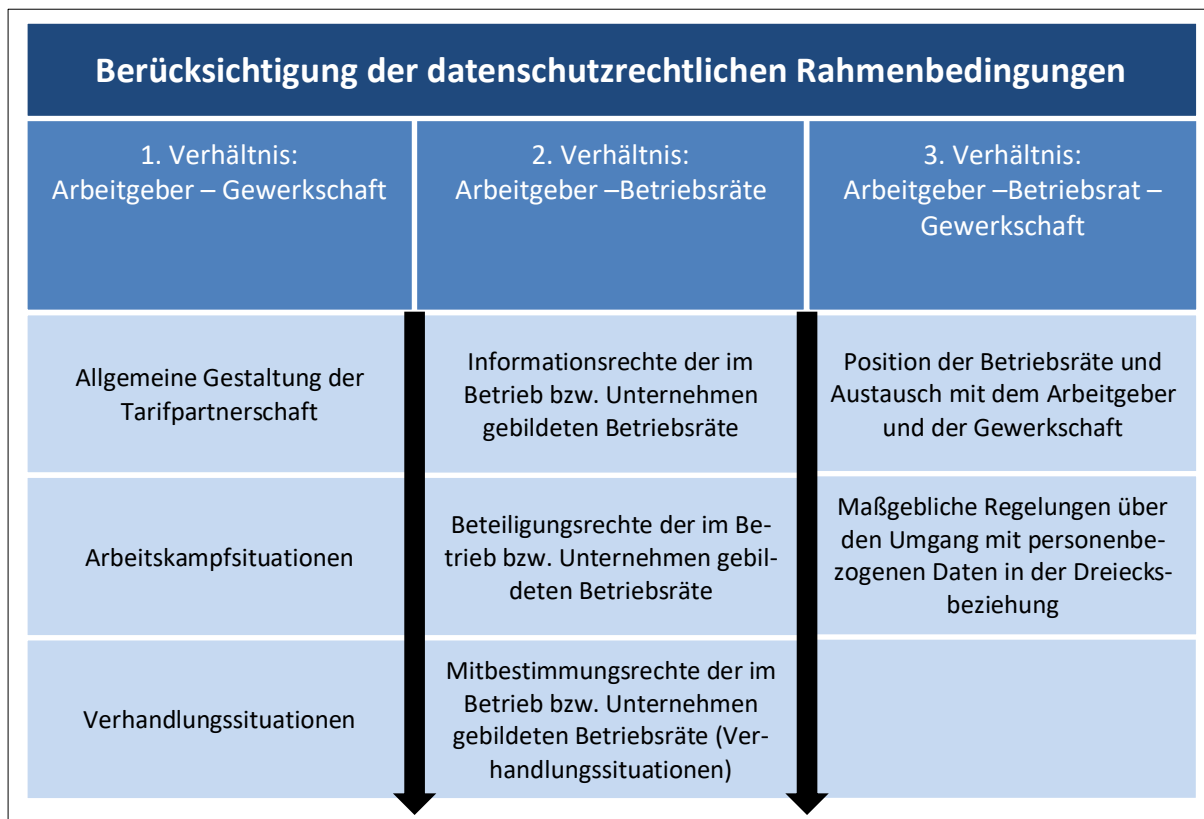 Berücksichtigung der datenschutzrechtlichen Rahmenbedingungen
1. Verhältnis:
Arbeitgeber – Gewerkschaft
2. Verhältnis:
Arbeitgeber –Betriebsräte
3. Verhältnis:
Arbeitgeber –Betriebsrat –
Gewerkschaft
Allgemeine Gestaltung der
Tarifpartnerschaft
Informationsrechte der im
Betrieb bzw. Unternehmen
gebildeten Betriebsräte
Position der Betriebsräte und
Austausch mit dem Arbeitgeber
und der Gewerkschaft
Arbeitskampfsituationen
Beteiligungsrechte der im Be-
trieb bzw. Unternehmen gebil-
deten Betriebsräte
Maßgebliche Regelungen über
den Umgang mit personenbe-
zogenen Daten in der Dreiecks-
beziehung
Verhandlungssituationen
Mitbestimmungsrechte der im
Betrieb bzw. Unternehmen
gebildeten Betriebsräte (Ver-
handlungssituationen)